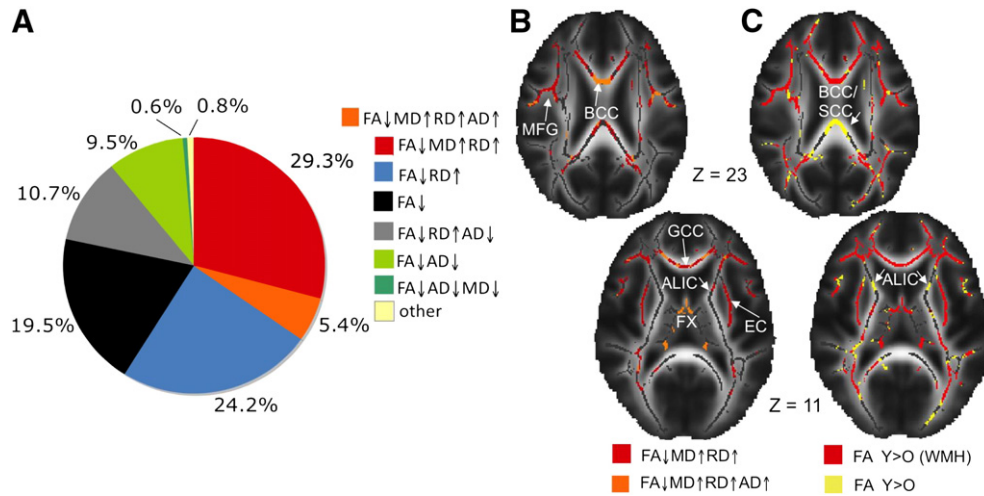 A
0.6%
0.8%
9.5%
10.7%
19.5%
24.2%
5.4%
29.3%
FA↓MD↑RD↑AD↑
FA↓MD↑RD↑
FA↓RD↑
FA↓
FA↓RD↑AD↓
FA↓AD↓
FA↓AD↓MD↓
other
B
MFG
BCC
Z = 23
GCC
ALIC
FX
EC
Z = 11
FA↓MD↑RD↑
FA↓MD↑RD↑AD↑
C
BCC/
SCC
ALIC
FA Y>O (WMH)
FA Y>O